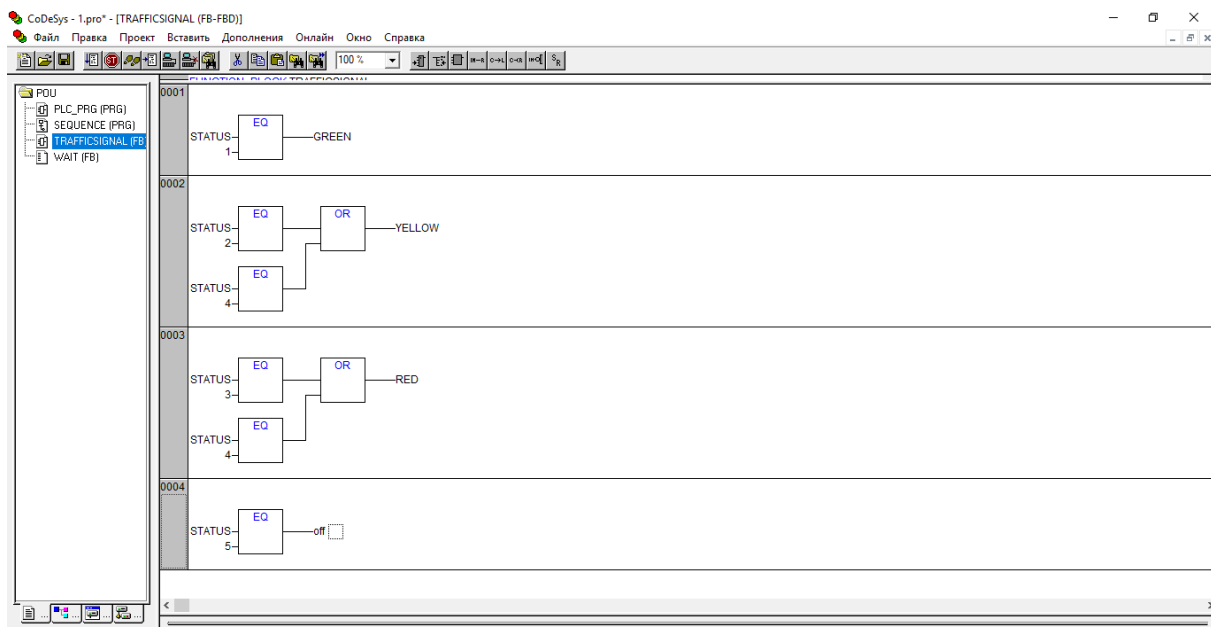 CoDeSys - 1.pro* - [TRAFFICSIGNAL (FB-FBD)]
Файл Правка Проект Вставить Дополнения Онлайн Окно Справка
100 %
POU
PLC_PRG (PRG)
SEQUENCE (PRG)
TRAFFICSIGNAL (FB
WAIT (FB)
FUNCTION_BLOCK TRAFFICSIGNAL
0001
EQ
STATUS
GREEN
1
0002
EQ
OR
STATUS
YELLOW
2
EQ
STATUS
4
0003
EQ
OR
STATUS
RED
3
EQ
STATUS
4
0004
EQ
STATUS
off
5